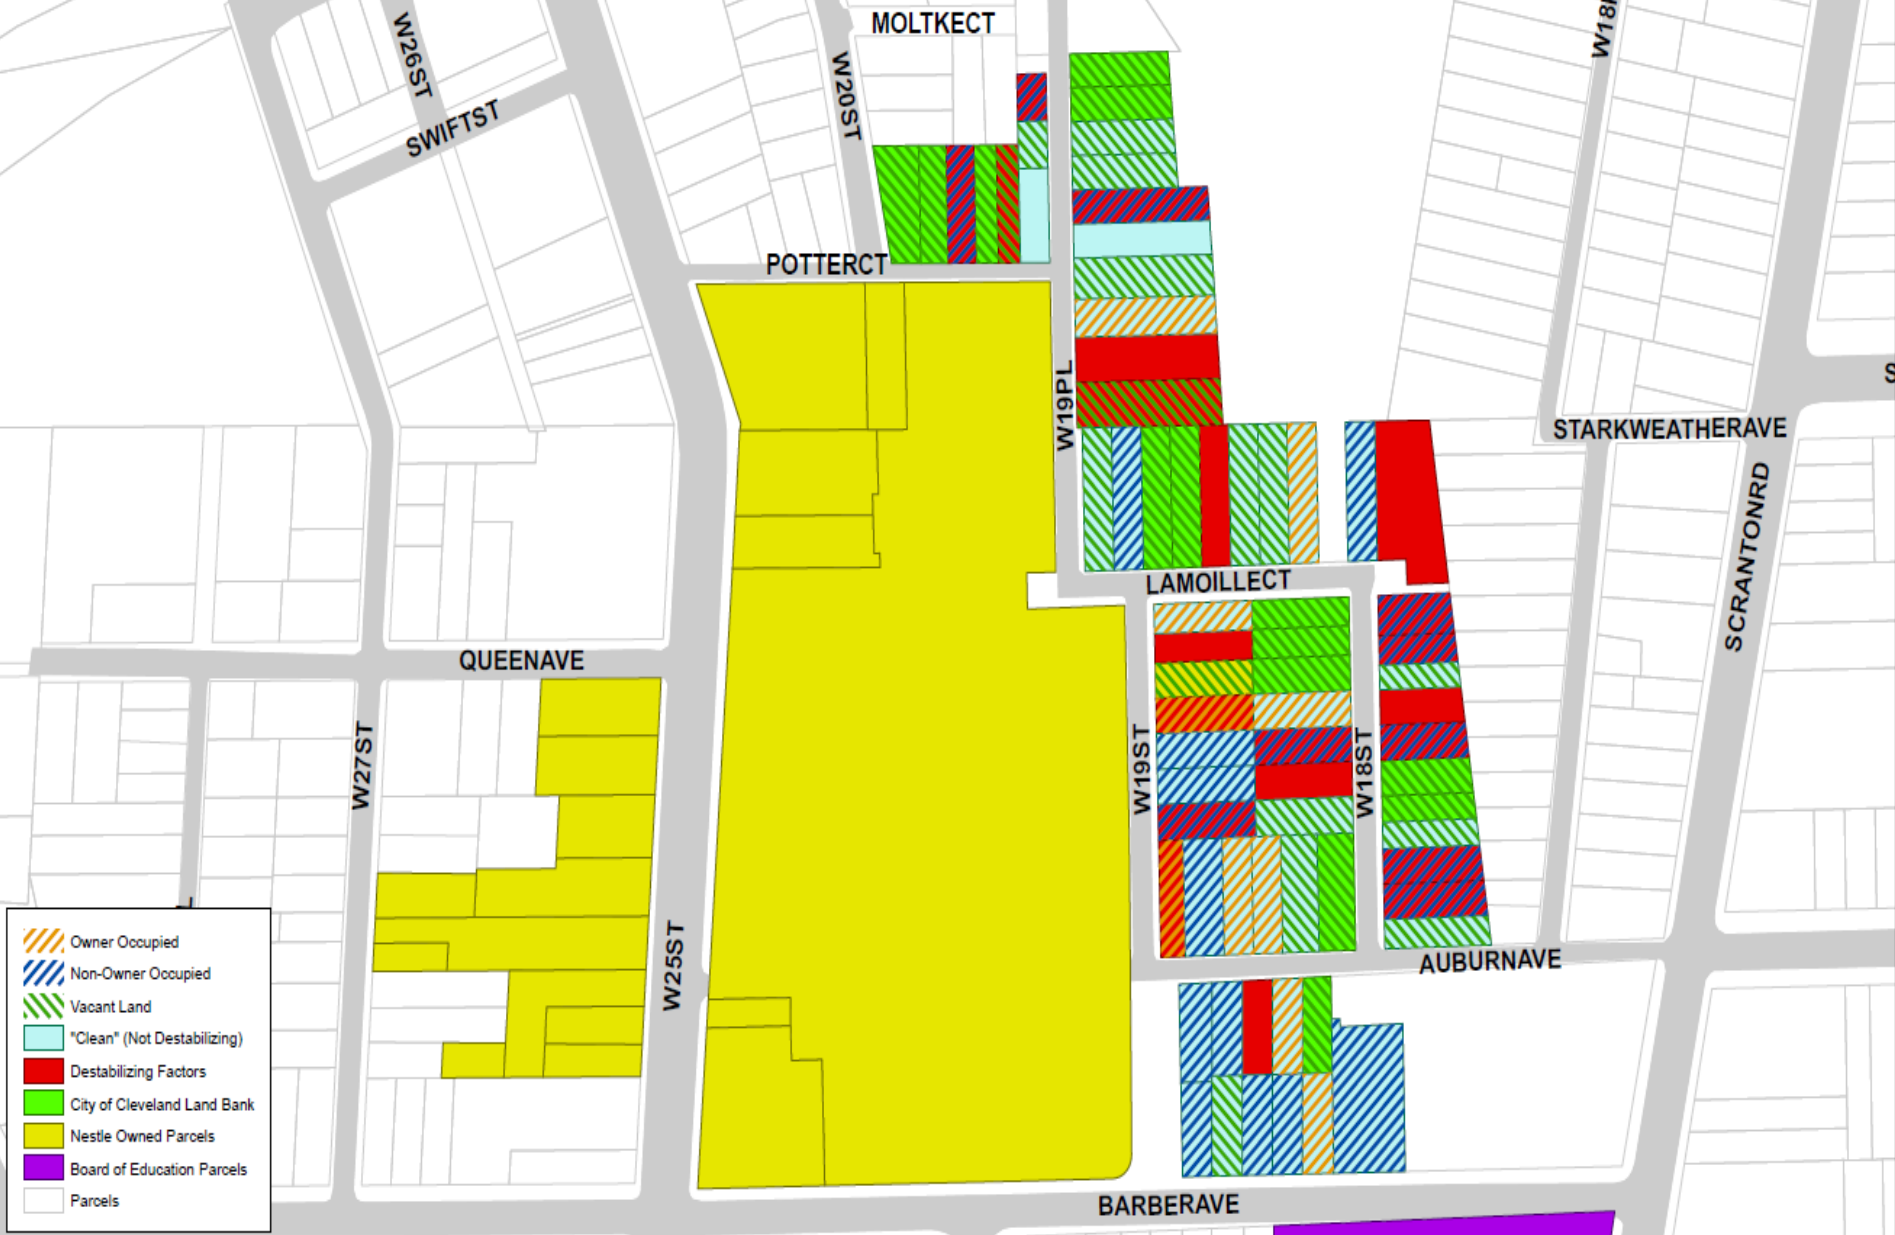 MOLTKECT
W26ST
W20ST
W18
SWIFTST
POTTERCT
W19PL
STARKWEATHERAVE
S
SCRANTONRD
LAMOILLECT
QUEENAVE
W27ST
W19ST
W18ST
W25ST
AUBURNAVE
BARBERAVE
L
Owner Occupied
Non-Owner Occupied
Vacant Land
"Clean" (Not Destabilizing)
Destabilizing Factors
City of Cleveland Land Bank
Nestle Owned Parcels
Board of Education Parcels
Parcels